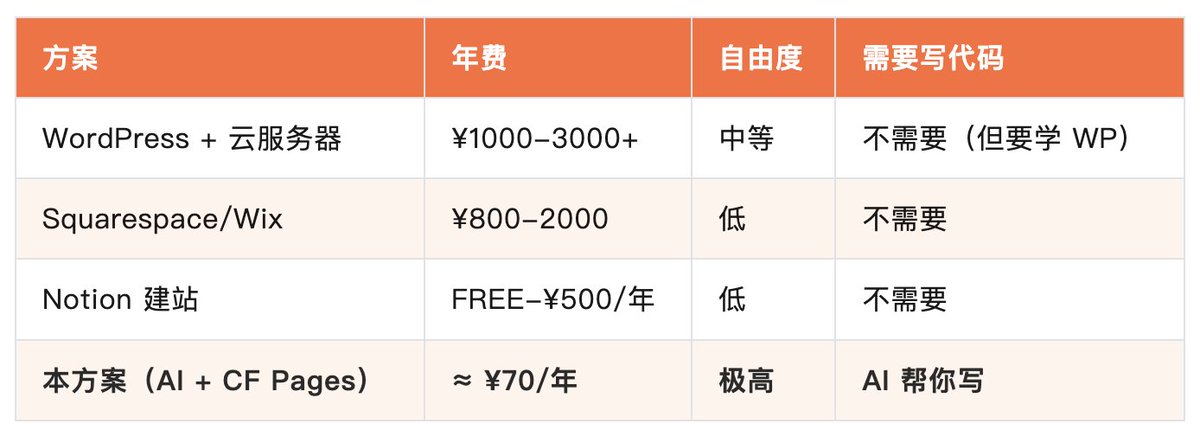 方案 年费 自由度 需要写代码
WordPress + 云服务器 ¥1000-3000+ 中等 不需要（但要学 WP）
Squarespace/Wix ¥800-2000 低 不需要
Notion 建站 FREE-¥500/年 低 不需要
本方案（AI + CF Pages） ≈ ¥70/年 极高 AI 帮你写